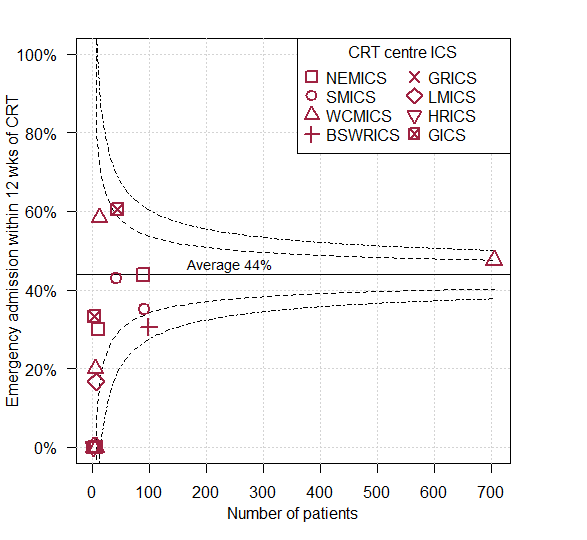 CRT centre ICS
NEMICS GRICS
SMICS LMICS
WCMICS HRICS
BSWRICS GICS
100%
80%
60%
40%
20%
0%
Average 44%
Emergency admission within 12 wks of CRT
0 100 200 300 400 500 600 700
Number of patients